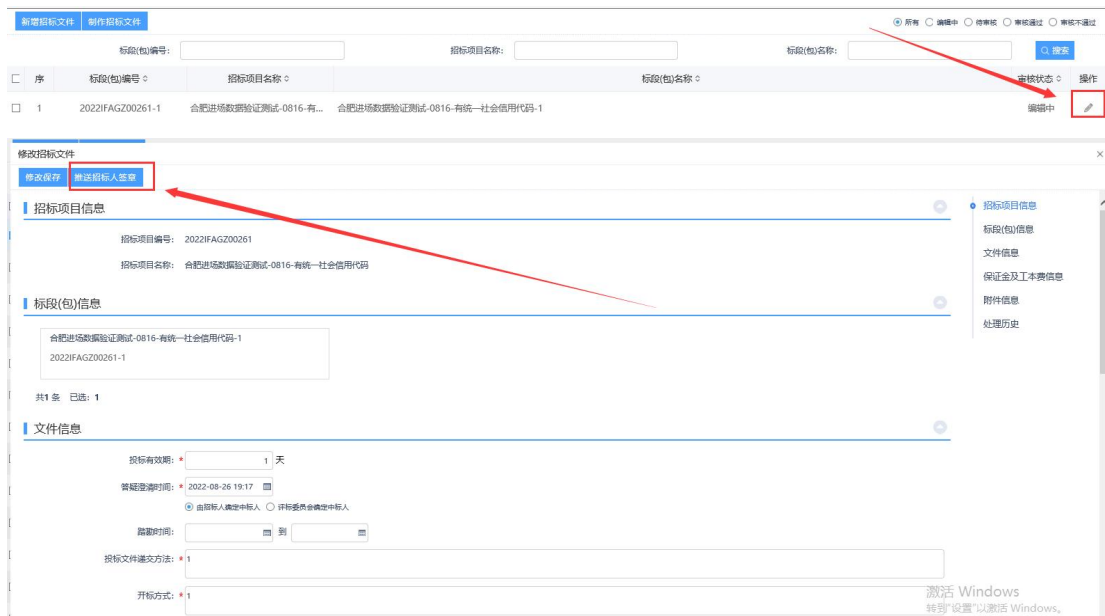 新增招标文件 制作招标文件 所有 编辑中 待审核 审核通过 审核不通过
标段(包)编号: 招标项目名称: 标段(包)名称: 搜索
序 标段(包)编号 招标项目名称 标段(包)名称 审核状态 操作
1 2022IFAGZ00261-1 合肥进场数据验证测试-0816-有... 合肥进场数据验证测试-0816-有统一社会信用代码-1 编辑中
修改招标文件
修改保存 推送招标人签章
招标项目信息
招标项目编号: 2022IFAGZ00261
招标项目名称: 合肥进场数据验证测试-0816-有统一社会信用代码
标段(包)信息
合肥进场数据验证测试-0816-有统一社会信用代码-1
2022IFAGZ00261-1
共1 条 已选: 1
文件信息
投标有效期: * 1 天
答疑澄清时间: * 2022-08-26 19:17
由招标人确定中标人 评标委员会确定中标人
踏勘时间: 到
投标文件递交方法: * 1
开标方式: * 1
招标项目信息
标段(包)信息
文件信息
保证金及工本费信息
附件信息
处理历史
激活 Windows
转到"设置"以激活 Windows。